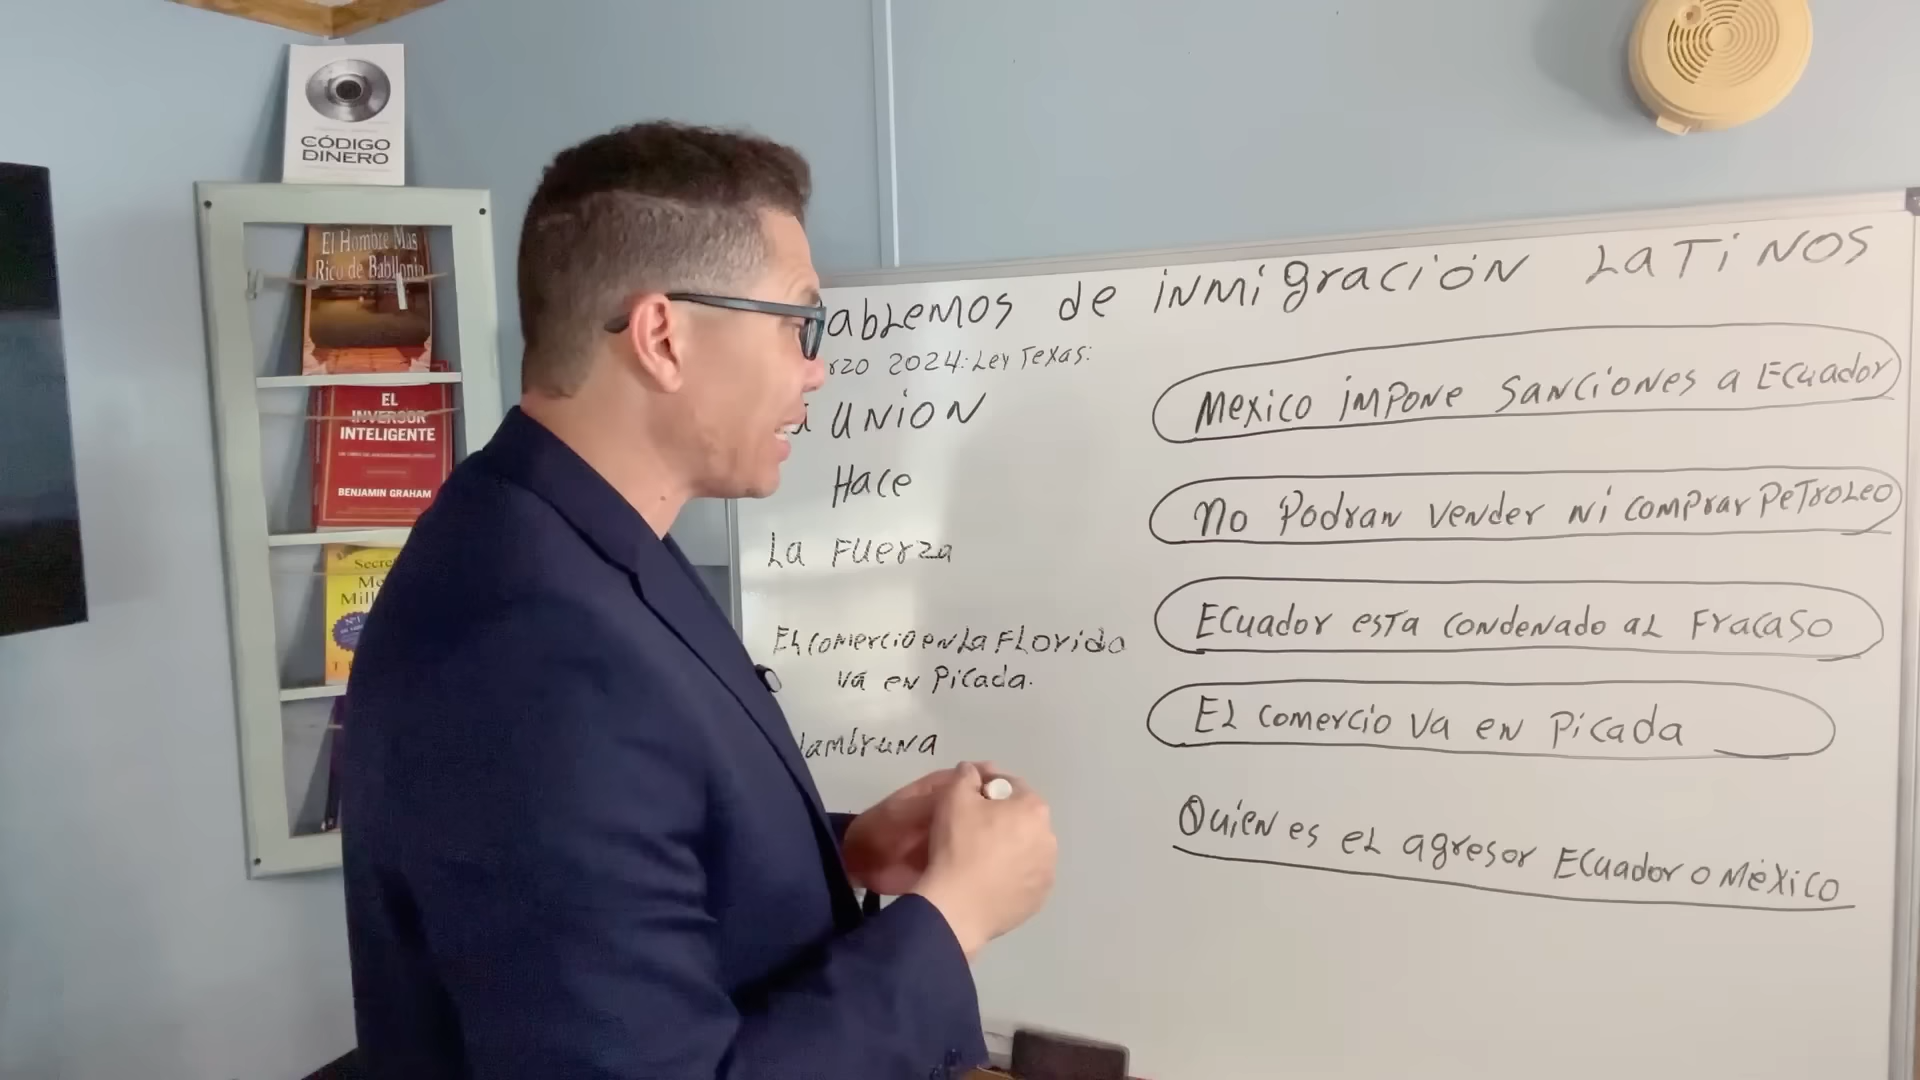 CÓDIGO
DINERO
El Hombre Mas
Rico de Babilonia
EL
INVERSOR
INTELIGENTE
BENJAMIN GRAHAM
ablemos de inmigración Latinos
rzo 2024: Ley Texas:
union
Hace
La Fuerza
El comercio en La Florida
va en Picada.
ambruna
Mexico impone sanciones a Ecuador
no Podran vender ni comprar Petroleo
Ecuador esta condenado al Fracaso
El comercio va en Picada
Quien es el agresor Ecuador o México